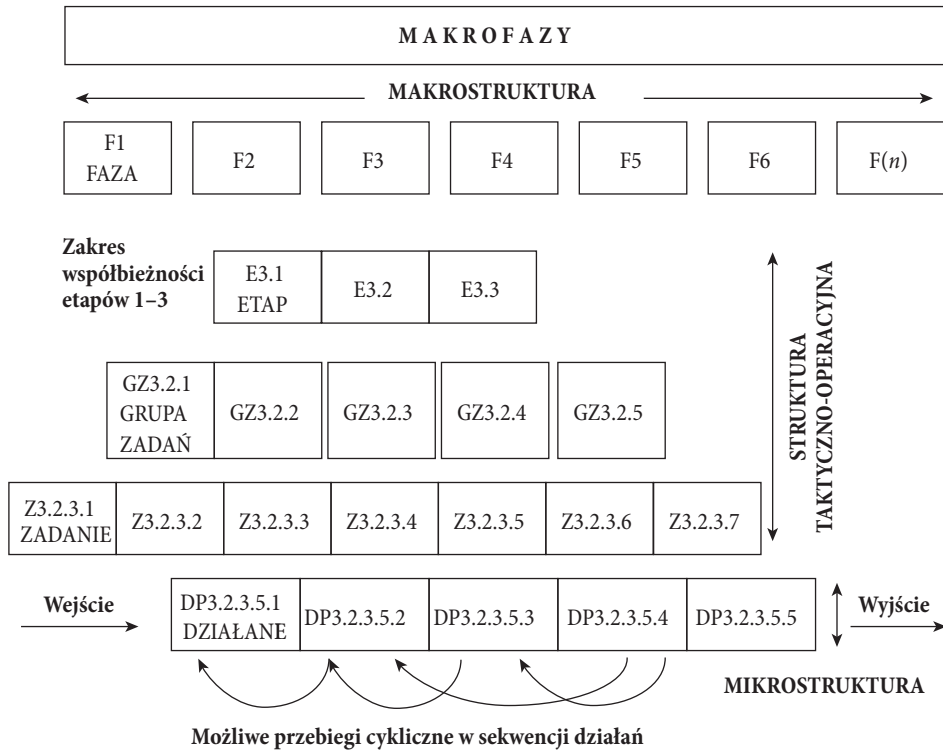 MAKROFAZY
MAKROSTRUKTURA
F1
FAZA
F2
F3
F4
F5
F6
F(n)
Zakres
współbieżności
etapów 1–3
E3.1
ETAP
E3.2
E3.3
GZ3.2.1
GRUPA
ZADAŃ
GZ3.2.2
GZ3.2.3
GZ3.2.4
GZ3.2.5
STRUKTURA
TAKTYCZNO-OPERACYJNA
Z3.2.3.1
ZADANIE
Z3.2.3.2
Z3.2.3.3
Z3.2.3.4
Z3.2.3.5
Z3.2.3.6
Z3.2.3.7
Wejście
DP3.2.3.5.1
DZIAŁANE
DP3.2.3.5.2
DP3.2.3.5.3
DP3.2.3.5.4
DP3.2.3.5.5
Wyjście
MIKROSTRUKTURA
Możliwe przebiegi cykliczne w sekwencji działań